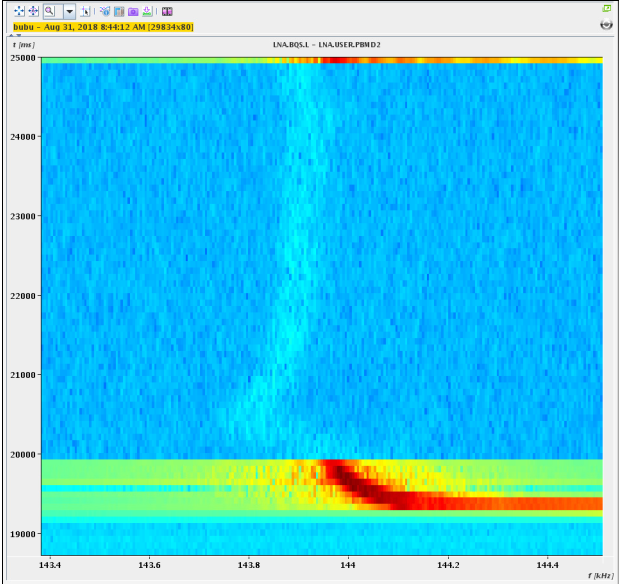 bubu - Aug 31, 2018 8:44:12 AM [29834x80]
t [ms]
LNA.BQS.L - LNA.USER.PBMD2
25000
24000
23000
22000
21000
20000
19000
143.4 143.6 143.8 144 144.2 144.4
f [kHz]